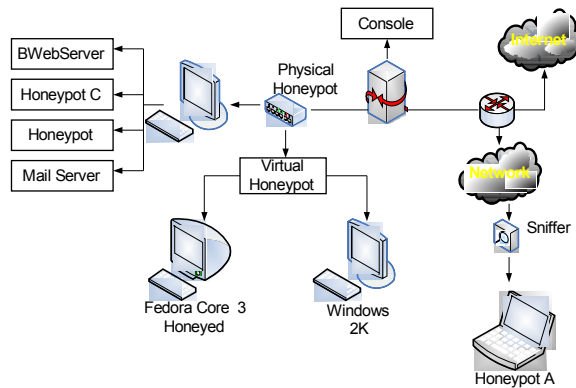 Console
Internet
BWebServer
Physical
Honeypot
Honeypot C
Honeypot
Mail Server
Virtual
Honeypot
Network
Sniffer
Fedora Core 3
Honeyed
Windows
2K
Honeypot A